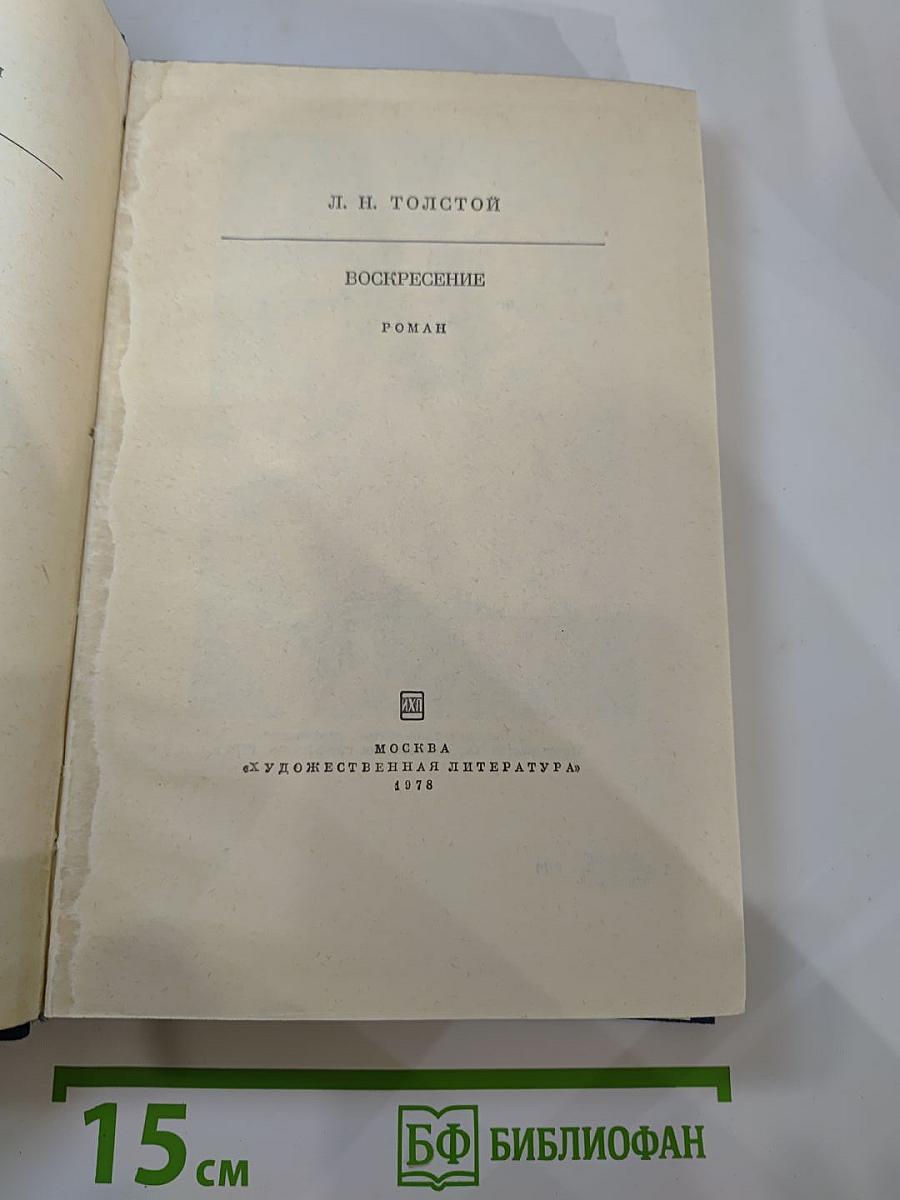 Л. Н. ТОЛСТОЙ
ВОСКРЕСЕНИЕ
РОМАН
ИХЛ
МОСКВА
«ХУДОЖЕСТВЕННАЯ ЛИТЕРАТУРА»
1978
15 см
БФ БИБЛИОФАН